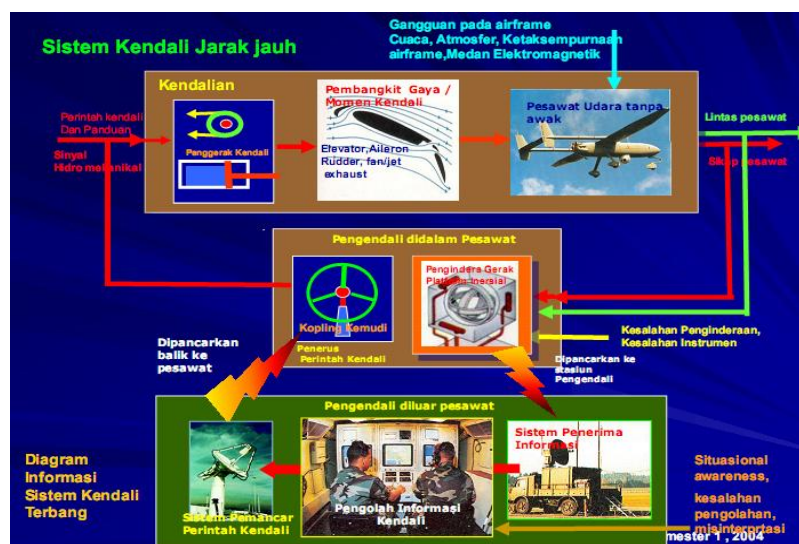 Gangguan pada airframe
Cuaca, Atmosfer, Ketaksempurnaan
airframe,Medan Elektromagnetik
Sistem Kendali Jarak jauh
Kendalian
Perintah kendali
Dan Panduan
Sinyal
Hidro mekanikal
Penggerak Kendali
Pembangkit Gaya /
Momen Kendali
Elevator,Aileron
Rudder, fan/jet
exhaust
Pesawat Udara tanpa
awak
Lintas pesawat
Sikap pesawat
Pengendali didalam Pesawat
Kopling Kemudi
Penerus
Perintah Kendali
Pengindera Gerak
Platform Inersial
Kesalahan Penginderaan,
Kesalahan Instrumen
Dipancarkan
balik ke
pesawat
Dipancarkan ke
stasiun
Pengendali
Pengendali diluar pesawat
Sistem Pemancar
Perintah Kendali
Pengolah Informasi
Kendali
Sistem Penerima
Informasi
Diagram
Informasi
Sistem Kendali
Terbang
Situasional
awareness,
kesalahan
pengolahan,
misinterprtasi
mester 1 , 2004